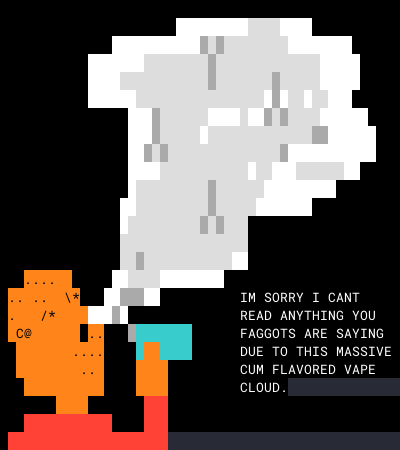 ....
.. ..  \*
.   /*
C@      ..
....
..
IM SORRY I CANT
READ ANYTHING YOU
FAGGOTS ARE SAYING
DUE TO THIS MASSIVE
CUM FLAVORED VAPE
CLOUD.